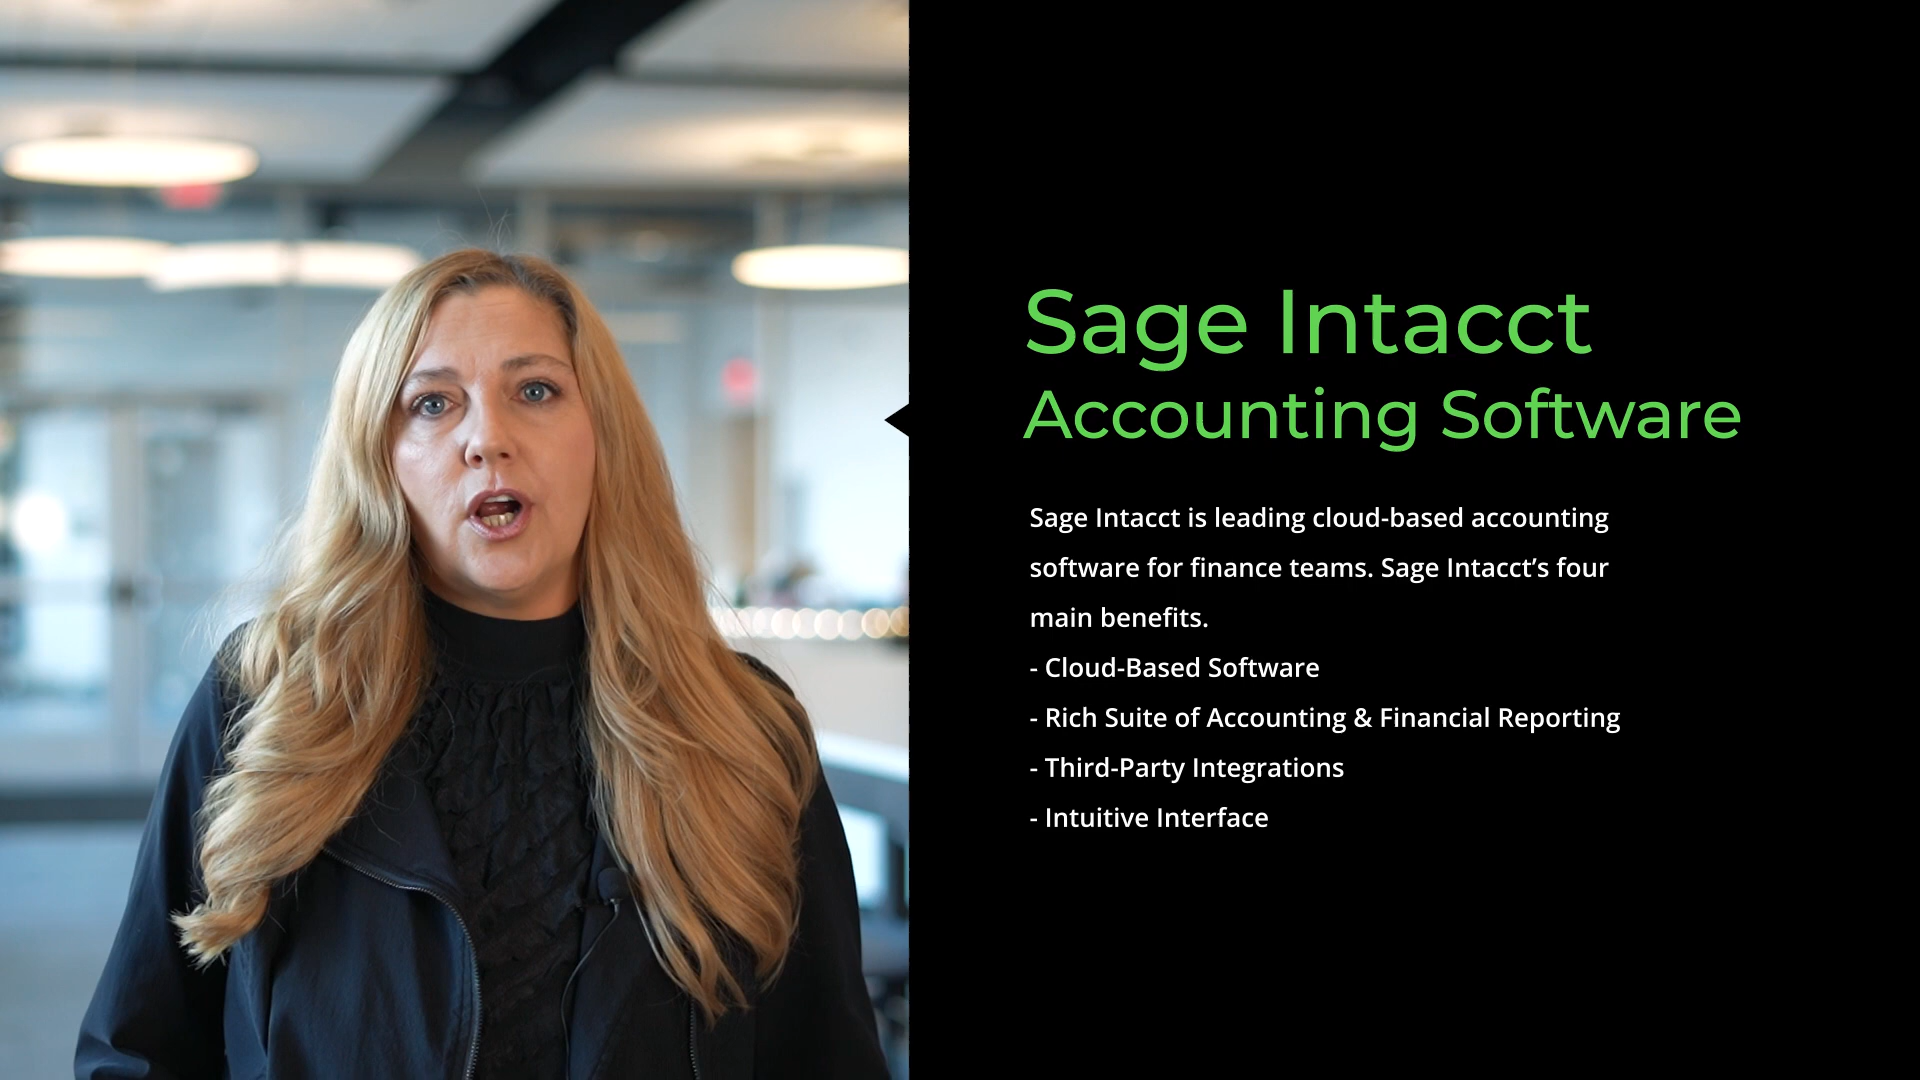 Sage Intacct
Accounting Software
Sage Intacct is leading cloud-based accounting
software for finance teams. Sage Intacct’s four
main benefits.
- Cloud-Based Software
- Rich Suite of Accounting & Financial Reporting
- Third-Party Integrations
- Intuitive Interface